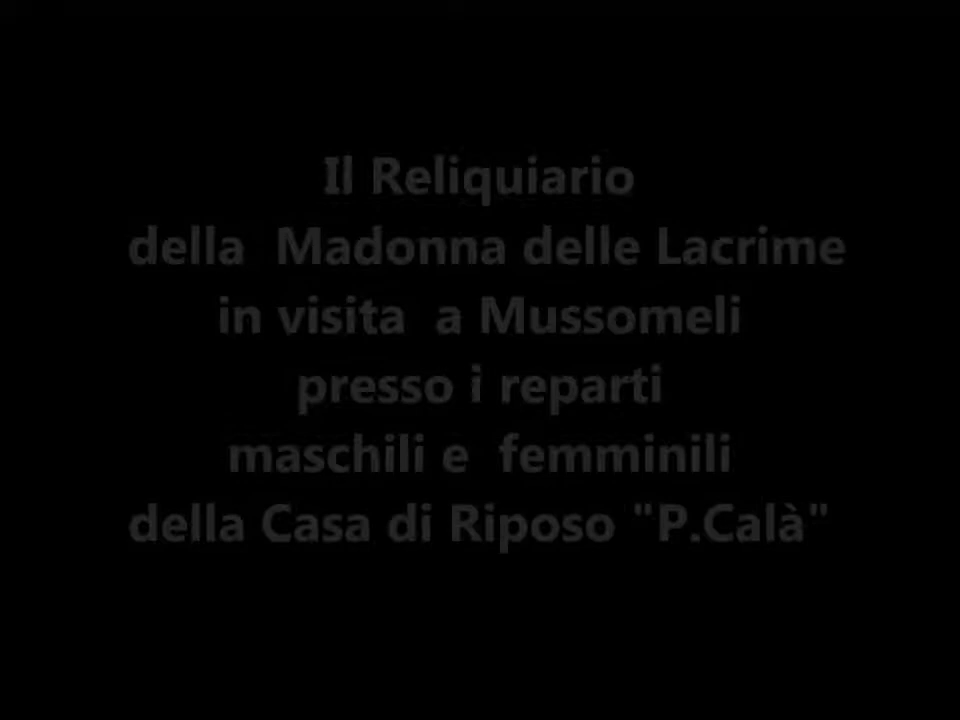 Il Reliquiario
della Madonna delle Lacrime
in visita a Mussomeli
presso i reparti
maschili e femminili
della Casa di Riposo "P.Calà"